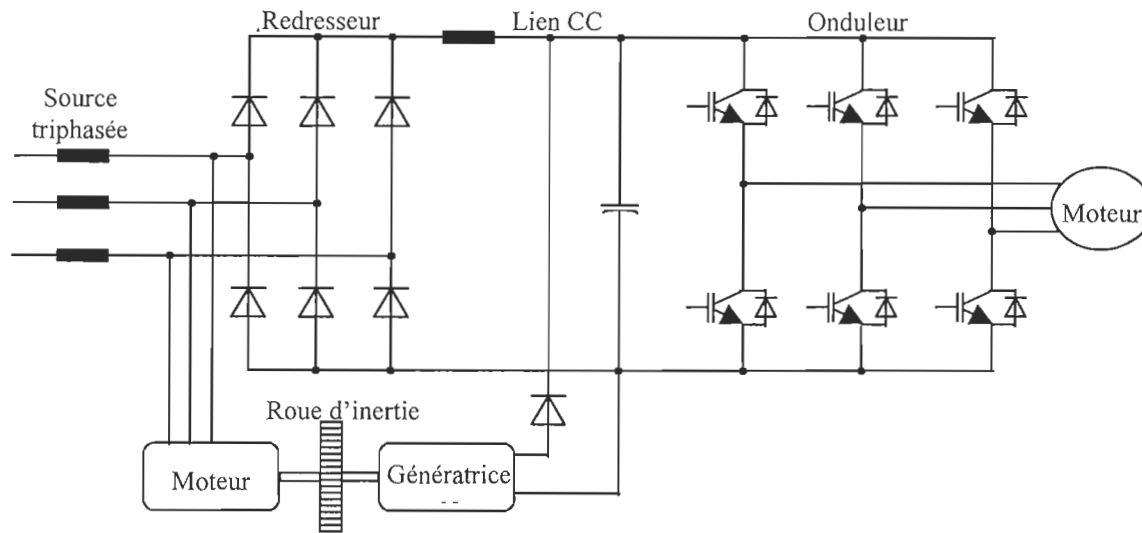 Redresseur
Lien CC
Onduleur
Source
triphasée
Moteur
Roue d'inertie
Moteur
Génératrice